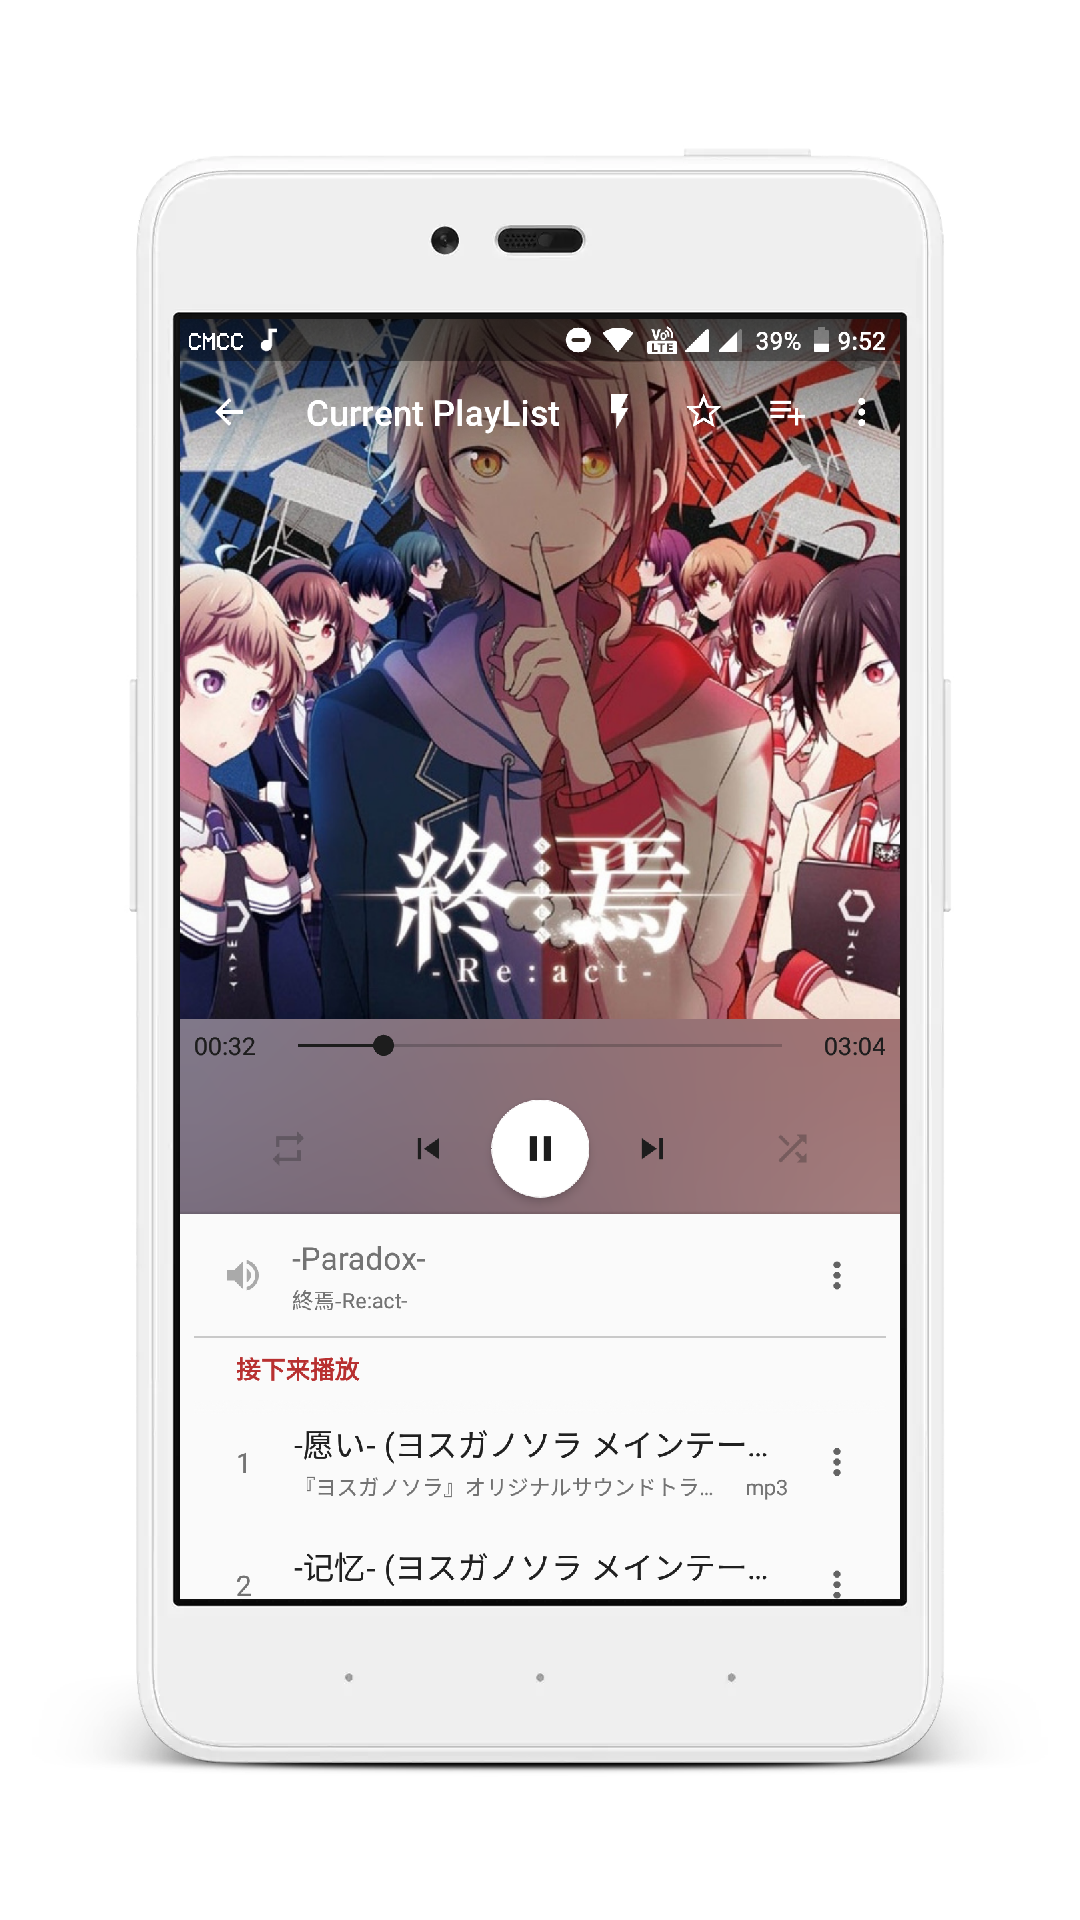 CMCC
VoLTE 39% 9:52
Current PlayList
終焉
SHUEN
-Re:act-
00:32
03:04
-Paradox-
終焉-Re:act-
接下来播放
1
-愿い- (ヨスガノソラ メインテー...
『ヨスガノソラ』オリジナルサウンドトラ... mp3
2
-记忆- (ヨスガノソラ メインテー...